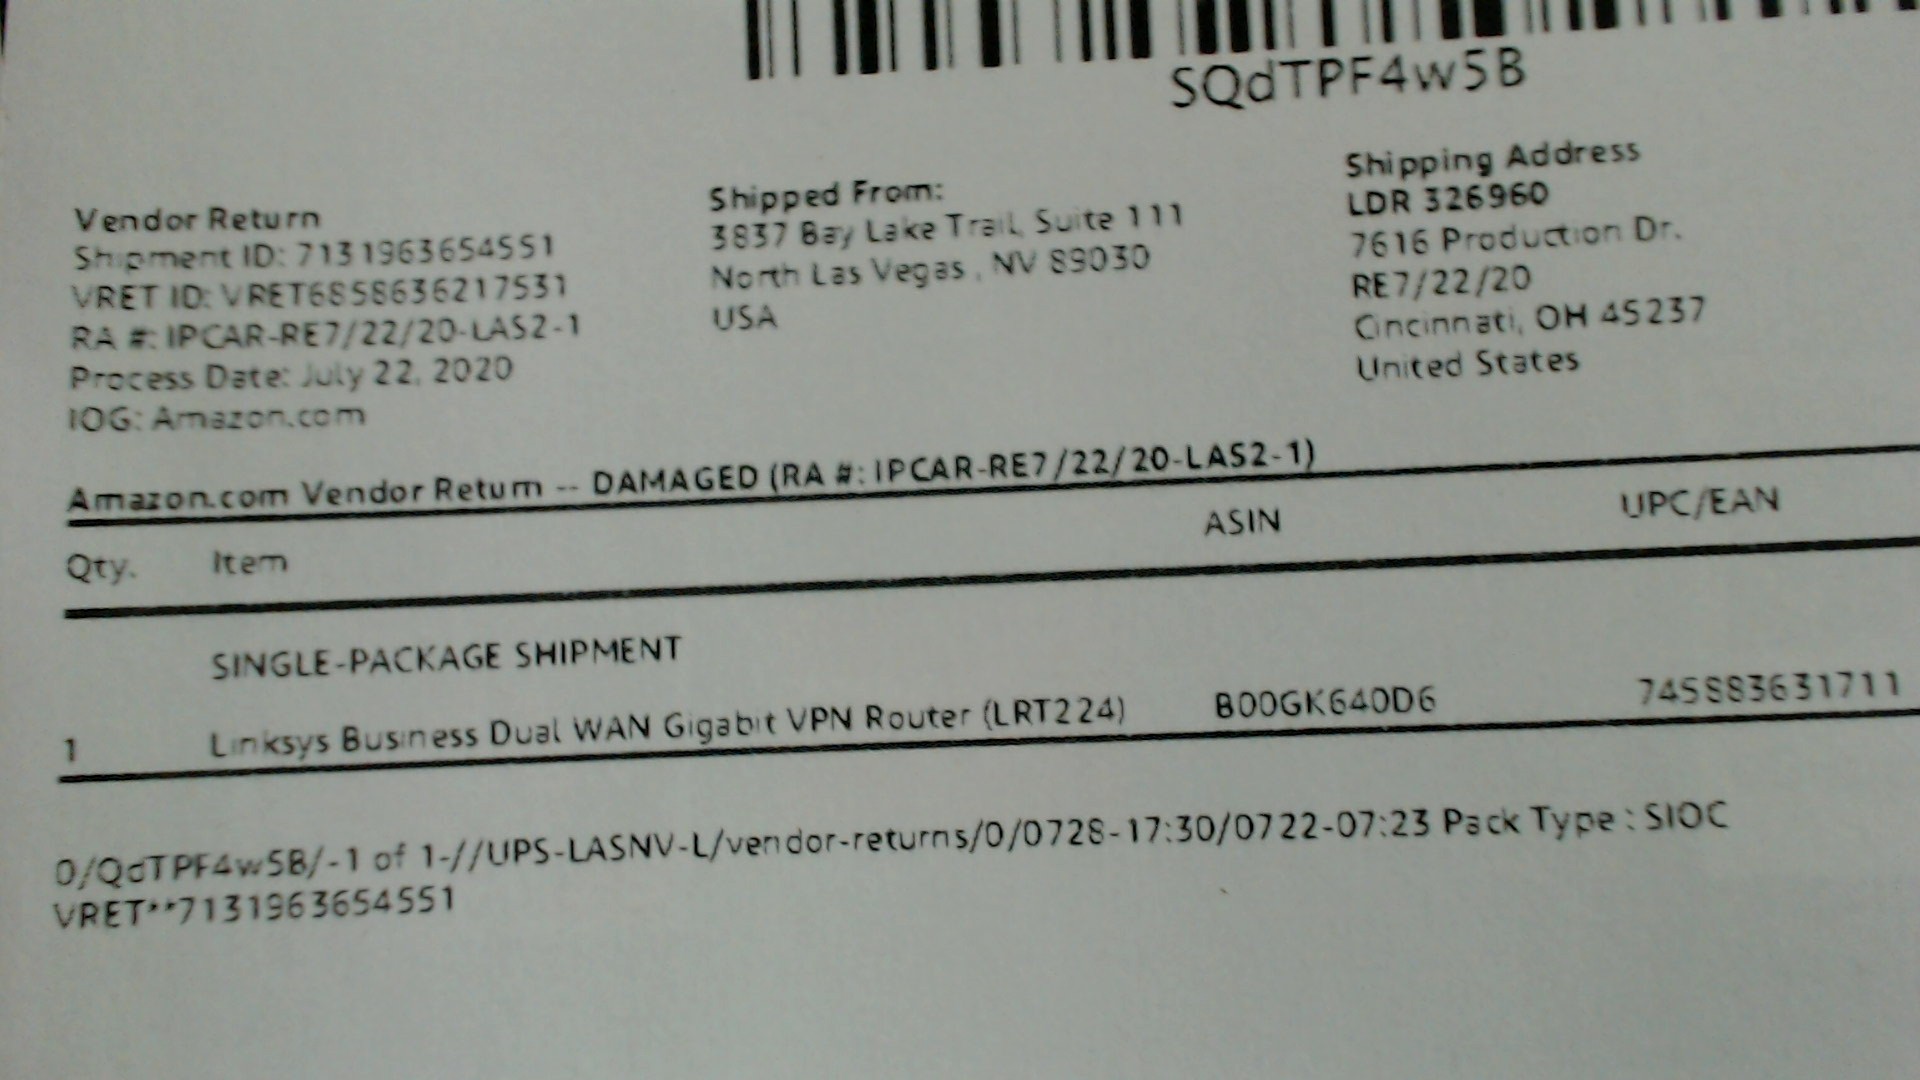 SQdTPF4w5B
Vendor Return
Shipment ID: 7131963654551
VRET ID: VRET6858636217531
RA #: IPCAR-RE7/22/20-LAS2-1
Process Date: July 22, 2020
IOG: Amazon.com
Shipped From:
3837 Bay Lake Trail, Suite 111
North Las Vegas , NV 89030
USA
Shipping Address
LDR 326960
7616 Production Dr.
RE7/22/20
Cincinnati, OH 45237
United States
Amazon.com Vendor Return -- DAMAGED (RA #: IPCAR-RE7/22/20-LAS2-1)
Qty. Item ASIN UPC/EAN
SINGLE-PACKAGE SHIPMENT
1 Linksys Business Dual WAN Gigabit VPN Router (LRT224) B00GK640D6 745883631711
0/QdTPF4w5B/-1 of 1-//UPS-LASNV-L/vendor-returns/0/0728-17:30/0722-07:23 Pack Type : SIOC
VRET**7131963654551